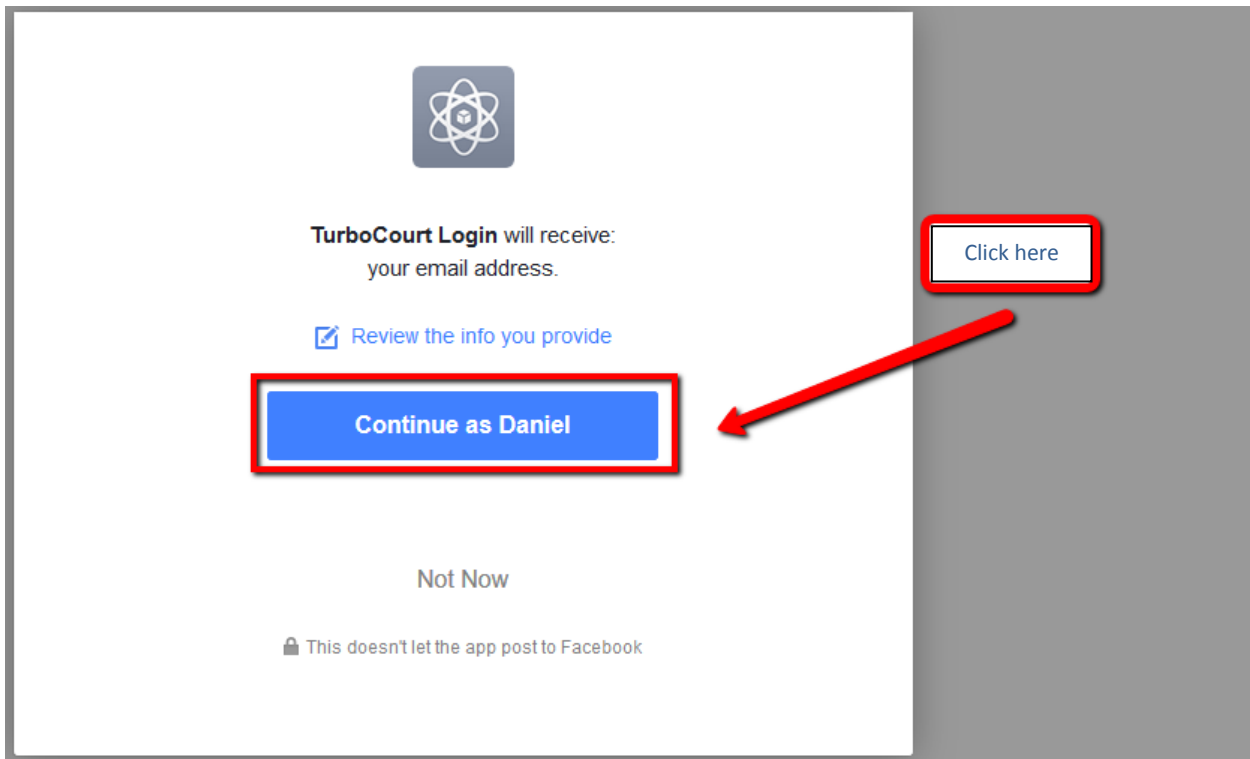 TurboCourt Login will receive:
your email address.
Click here
Review the info you provide
Continue as Daniel
Not Now
This doesn't let the app post to Facebook